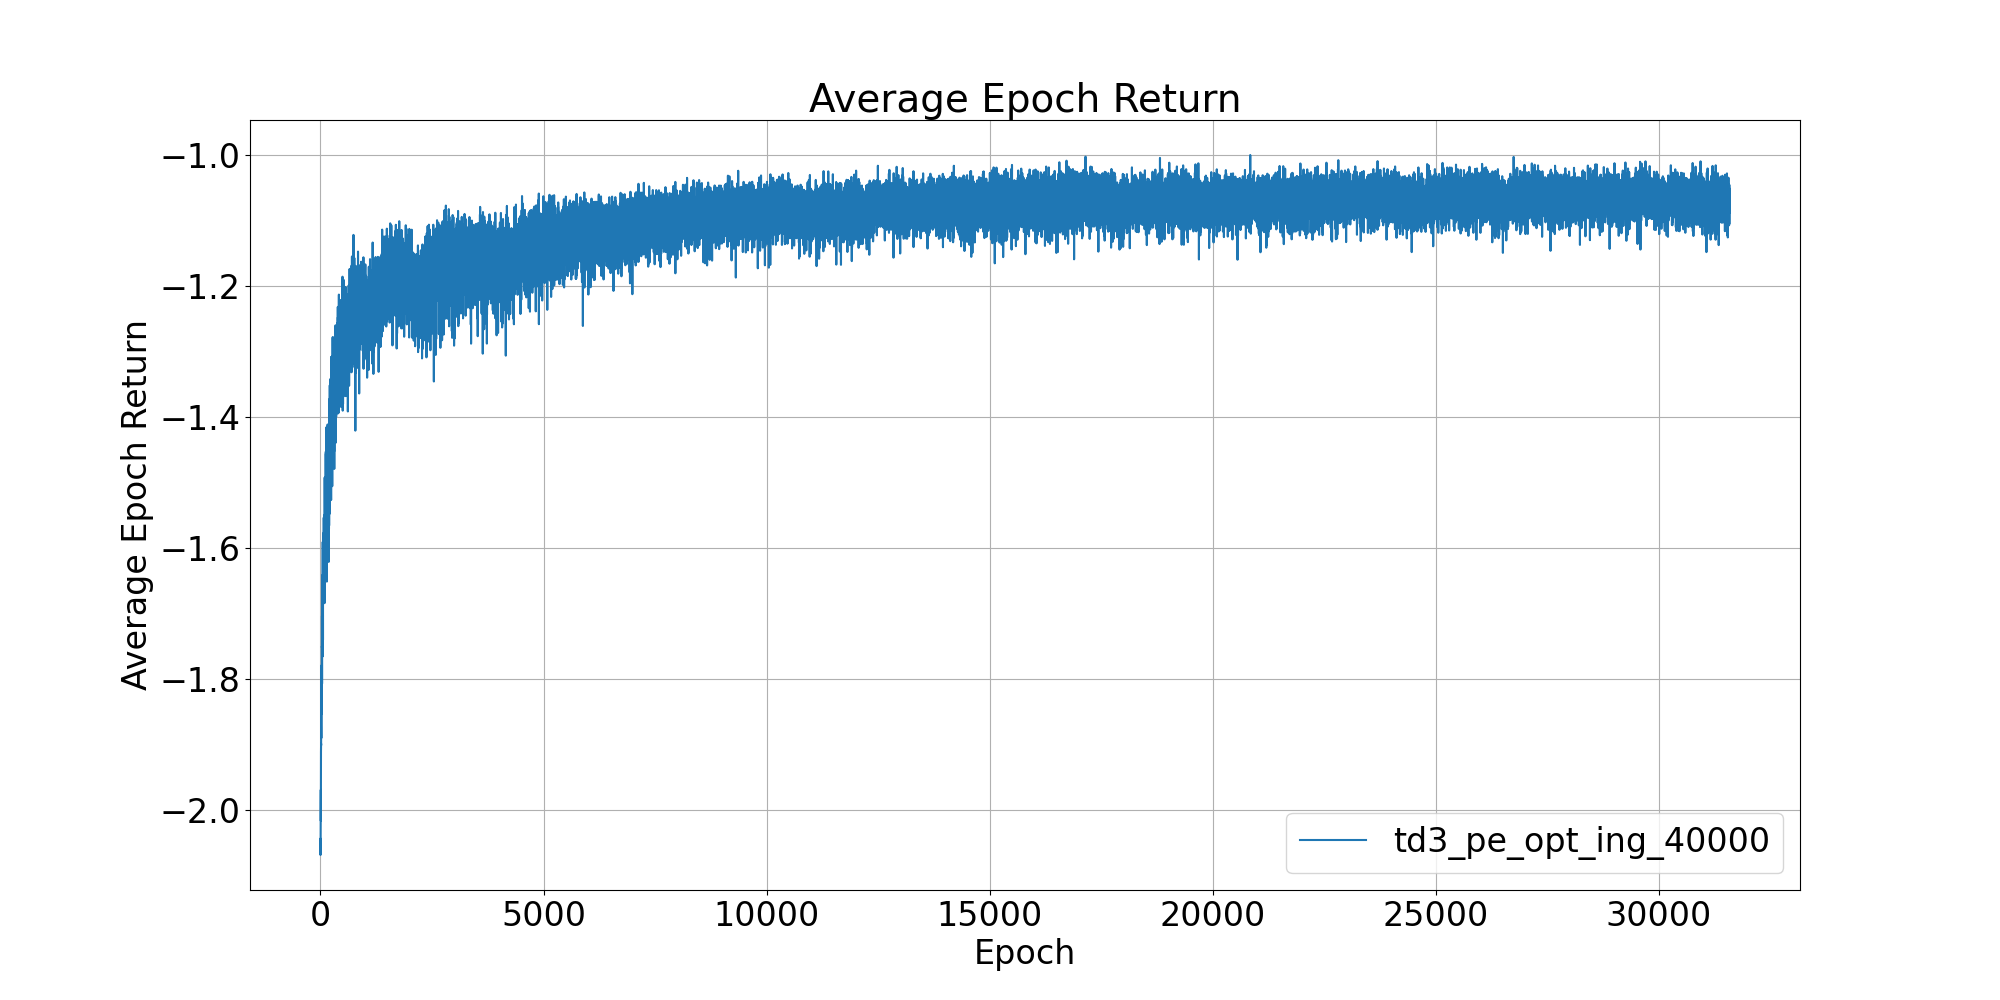 Average Epoch Return
−1.0
−1.2
−1.4
−1.6
−1.8
−2.0
Average Epoch Return
td3_pe_opt_ing_40000
0 5000 10000 15000 20000 25000 30000
Epoch